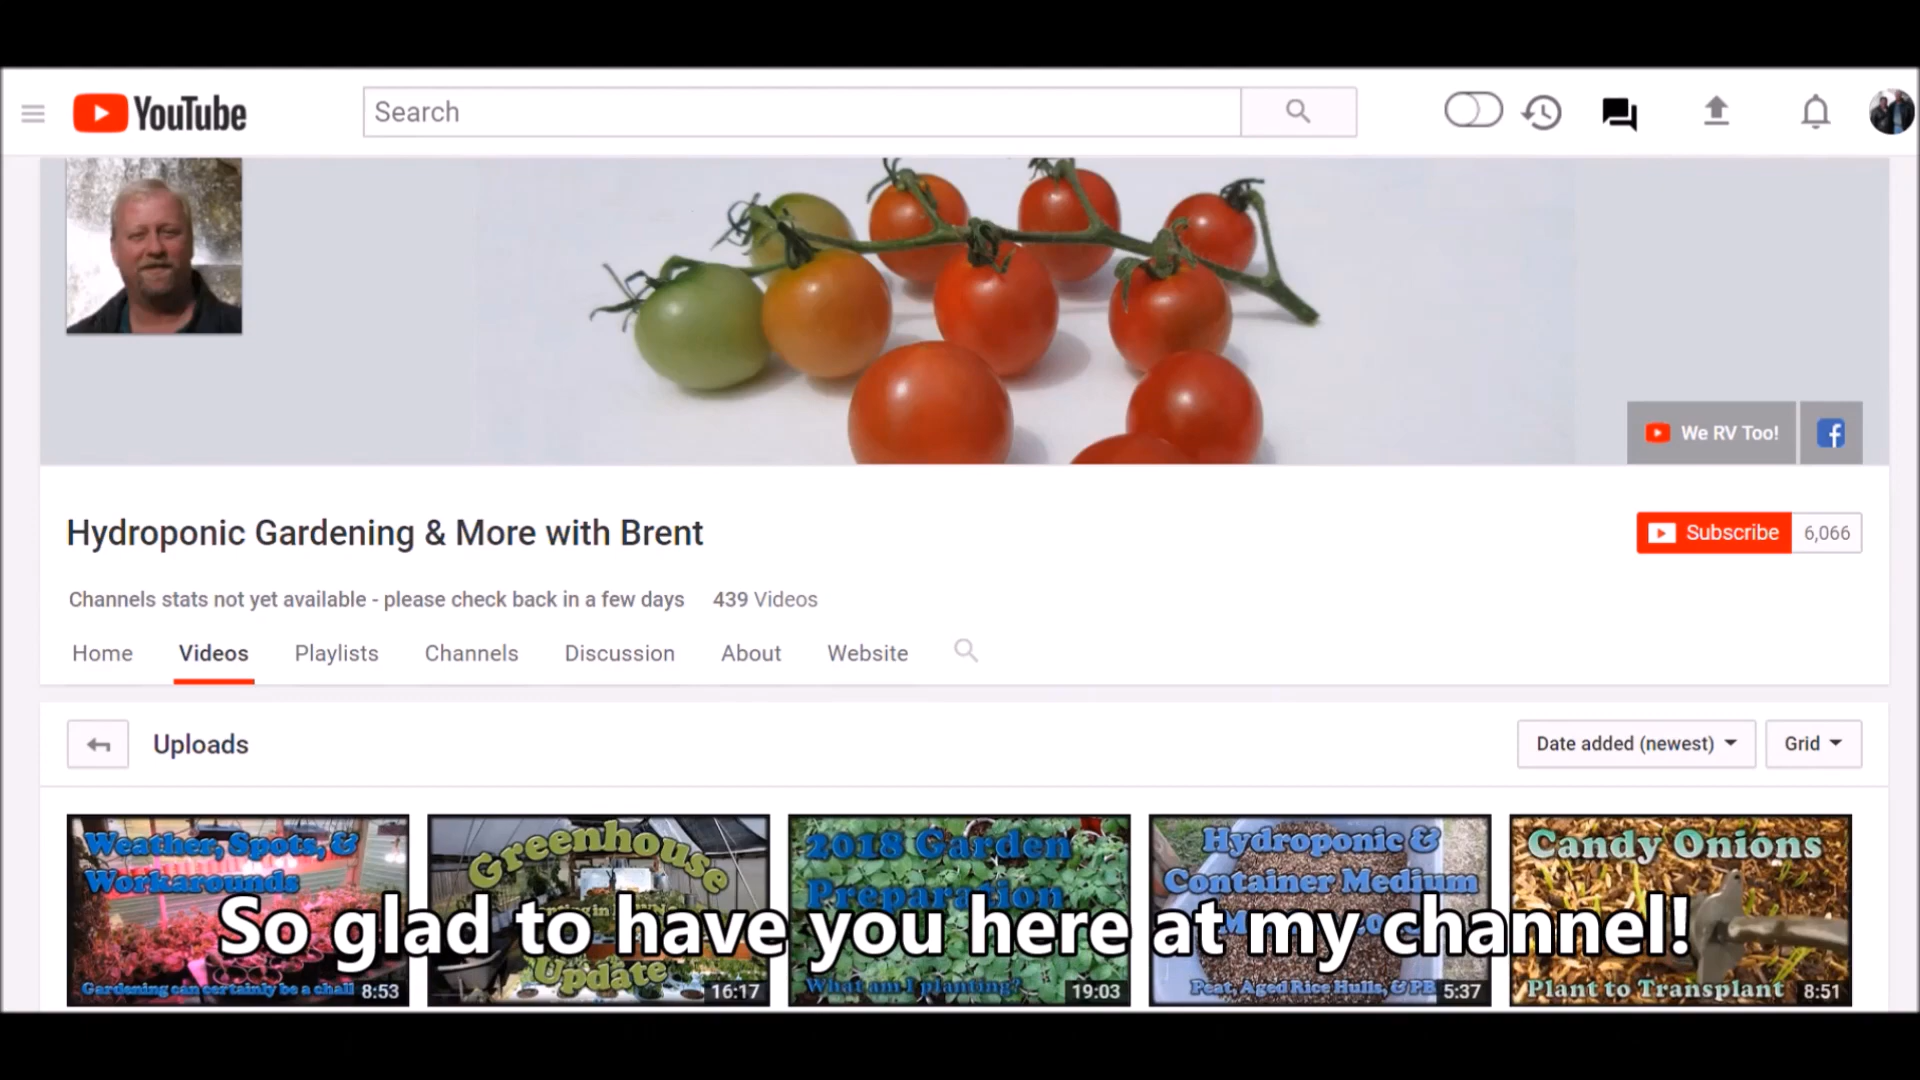 YouTube
Search
We RV Too!
Hydroponic Gardening & More with Brent
Subscribe 6,066
Channels stats not yet available - please check back in a few days 439 Videos
Home Videos Playlists Channels Discussion About Website
Uploads
Date added (newest) Grid
Weather, Spots, &
Workarounds
Gardening can certainly be a chall
8:53
Greenhouse
Update
16:17
2018 Garden
Preparation
What am I planting?
19:03
Hydroponic &
Container Medium
Peat, Aged Rice Hulls, & PB
5:37
Candy Onions
Plant to Transplant
8:51
So glad to have you here at my channel!